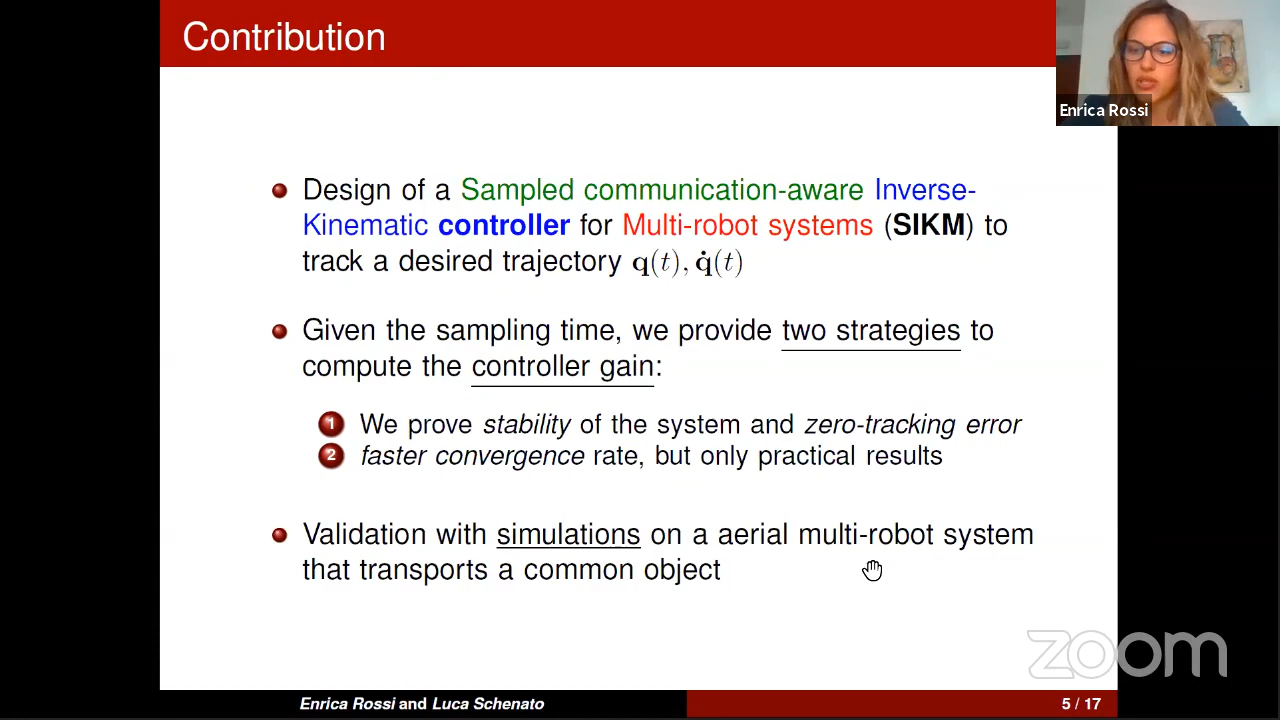 Contribution
Enrica Rossi
Design of a Sampled communication-aware Inverse-
Kinematic controller for Multi-robot systems (SIKM) to
track a desired trajectory q(t), q̇(t)
Given the sampling time, we provide two strategies to
compute the controller gain:
1 We prove stability of the system and zero-tracking error
2 faster convergence rate, but only practical results
Validation with simulations on a aerial multi-robot system
that transports a common object
zoom
Enrica Rossi and Luca Schenato
5 / 17